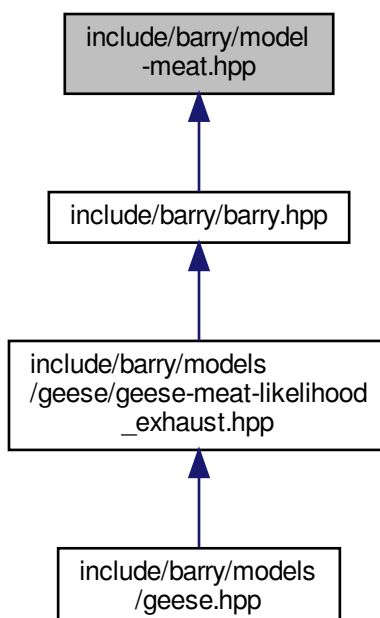 include/barry/model
-meat.hpp
include/barry/barry.hpp
include/barry/models
/geese/geese-meat-likelihood
_exhaust.hpp
include/barry/models
/geese.hpp